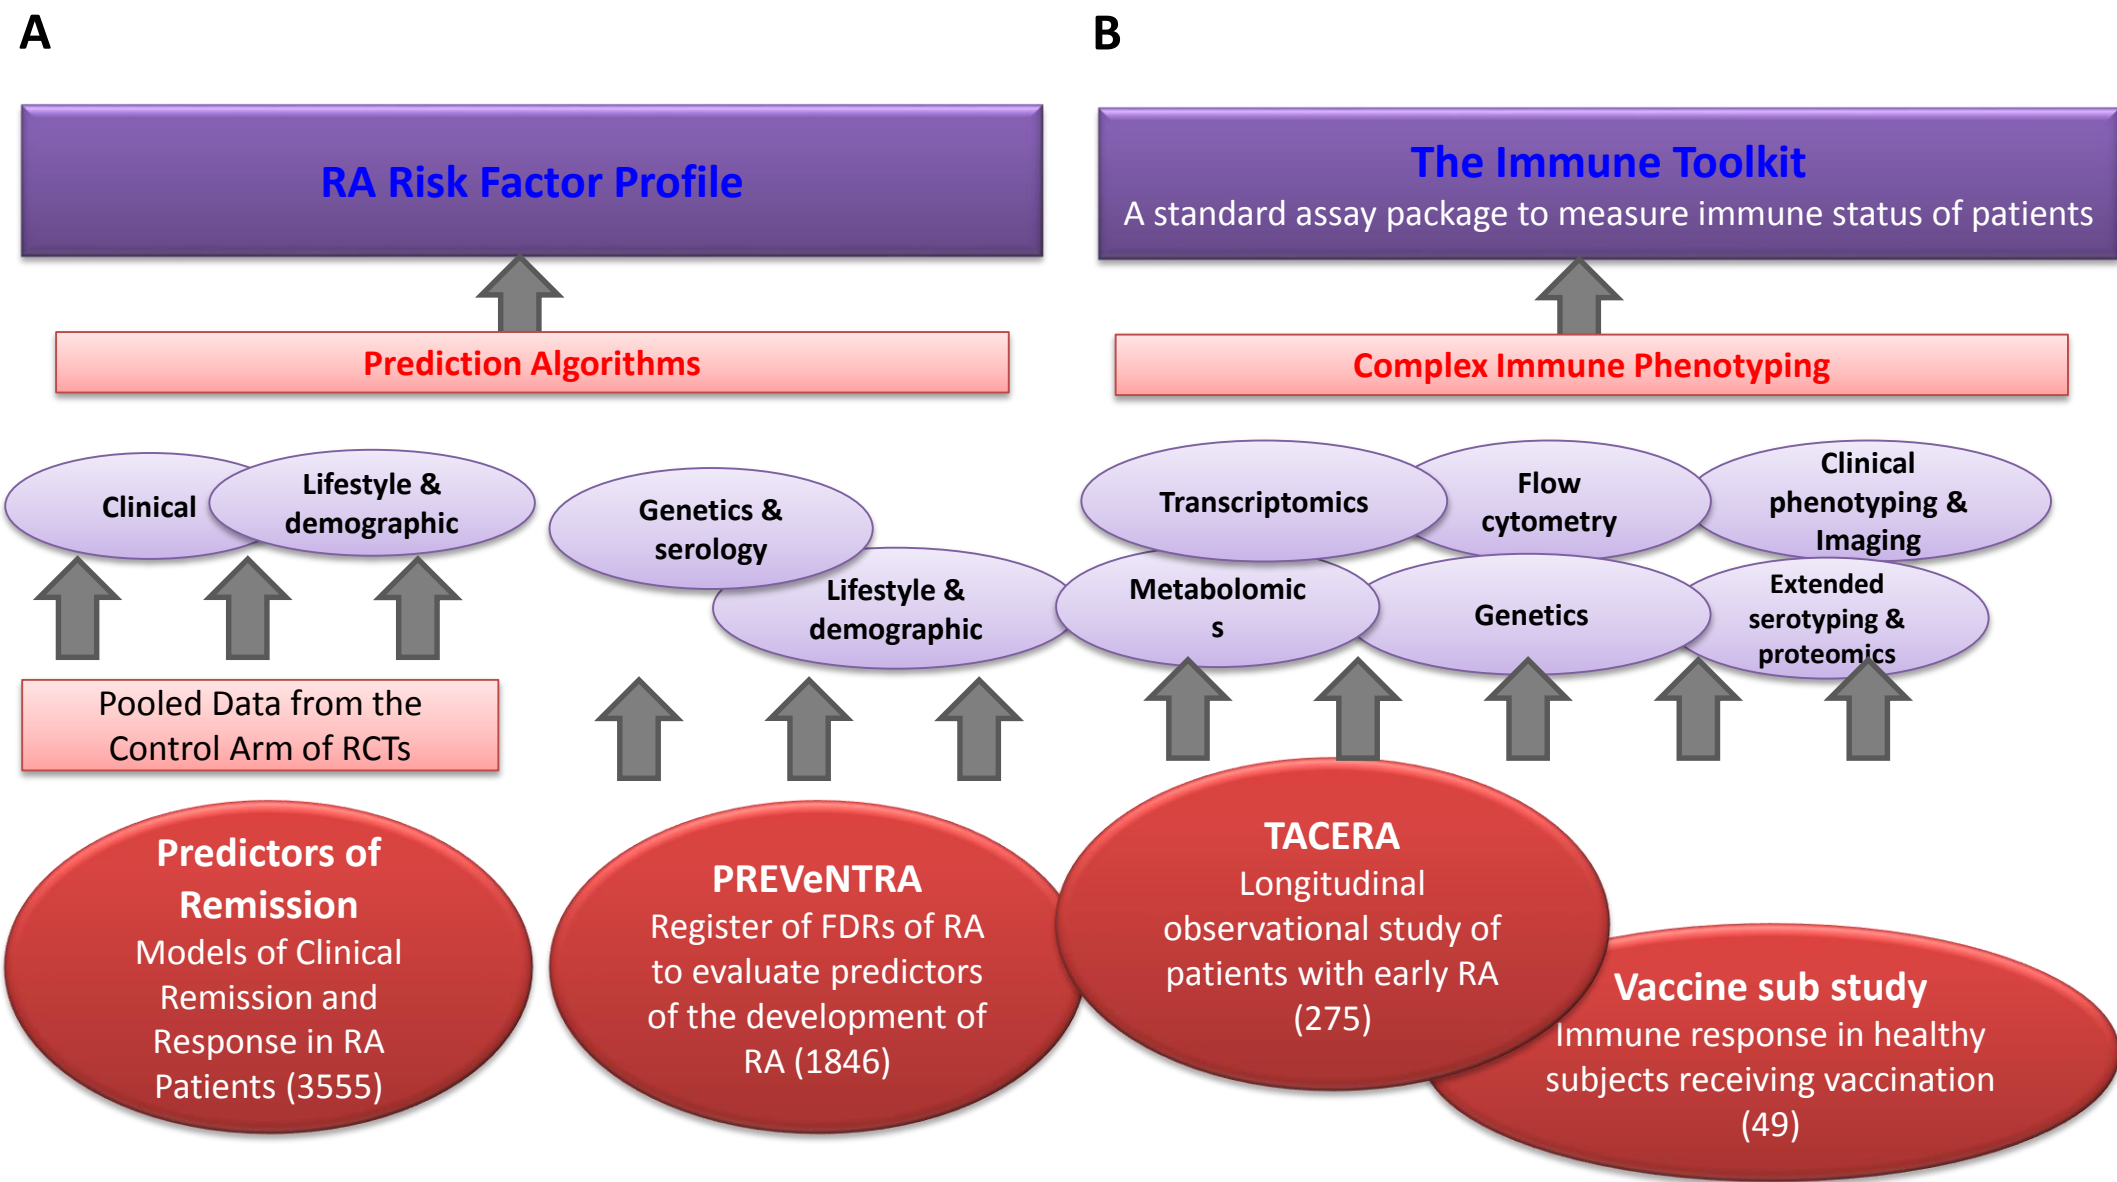 A
RA Risk Factor Profile
Prediction Algorithms
Clinical
Lifestyle &
demographic
Genetics &
serology
Lifestyle &
demographic
Pooled Data from the
Control Arm of RCTs
Predictors of
Remission
Models of Clinical
Remission and
Response in RA
Patients (3555)
PREVeNTRA
Register of FDRs of RA
to evaluate predictors
of the development of
RA (1846)
B
The Immune Toolkit
A standard assay package to measure immune status of patients
Complex Immune Phenotyping
Transcriptomics
Flow
cytometry
Clinical
phenotyping &
Imaging
Metabolomic
s
Genetics
Extended
serotyping &
proteomics
TACERA
Longitudinal
observational study of
patients with early RA
(275)
Vaccine sub study
Immune response in healthy
subjects receiving vaccination
(49)